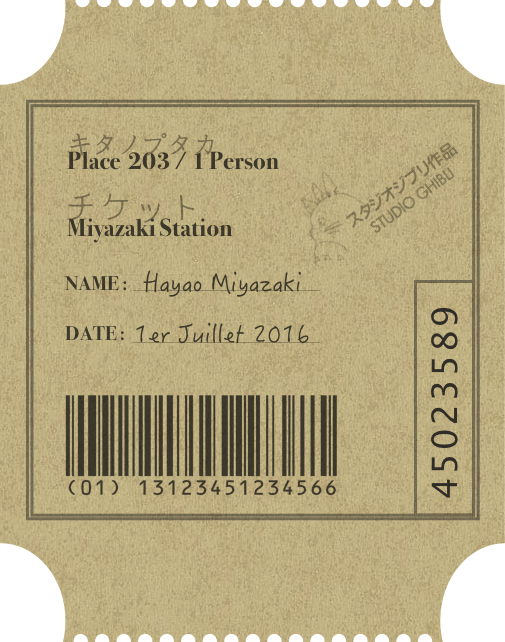 キタノプタカ
Place 203 / 1 Person
チケット
Miyazaki Station
スタジオジブリ作品
STUDIO GHIBLI
NAME: Hayao Miyazaki
DATE: 1er Juillet 2016
45023589
(01) 13123451234566